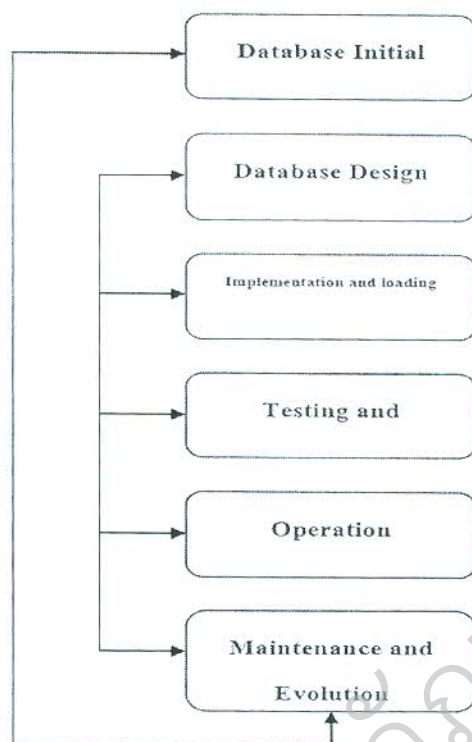 Database Initial
Database Design
Implementation and loading
Testing and
Operation
Maintenance and
Evolution